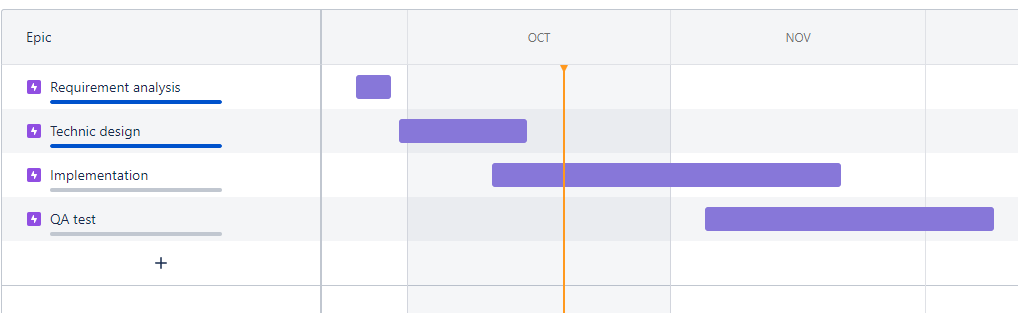 Epic
OCT
NOV
Requirement analysis
Technic design
Implementation
QA test